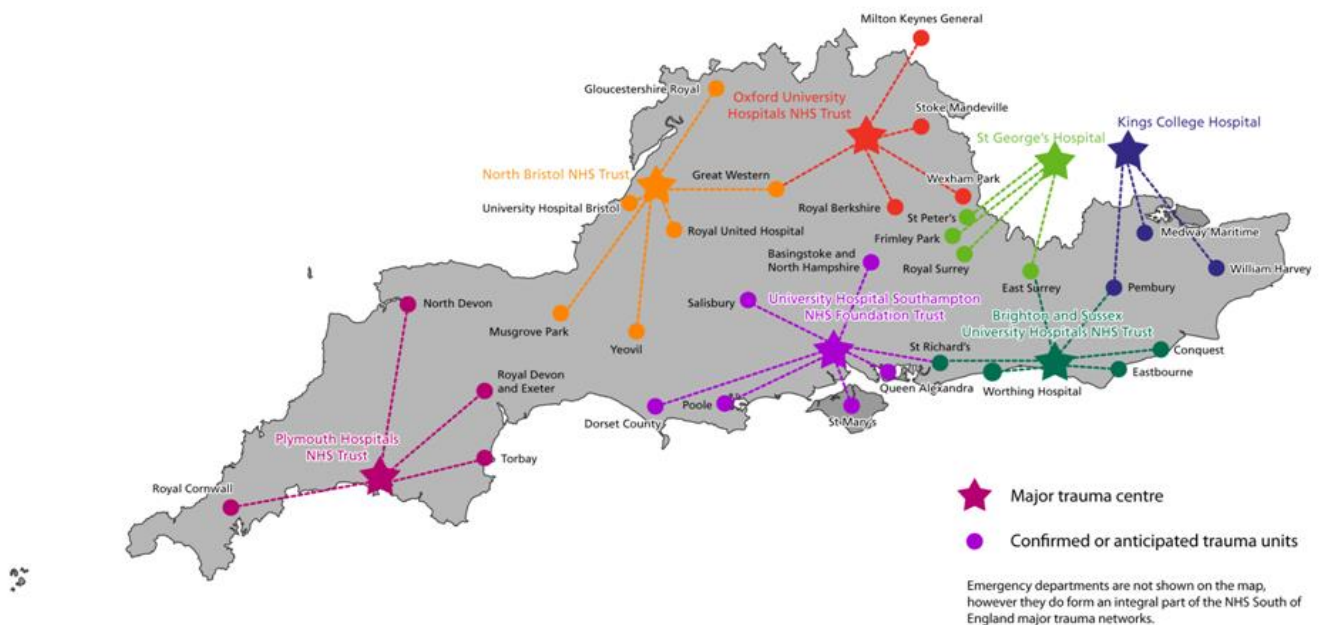 Milton Keynes General
Gloucestershire Royal
Oxford University
Hospitals NHS Trust
Stoke Mandeville
Kings College Hospital
St George's Hospital
North Bristol NHS Trust
Great Western
Wexham Park
University Hospital Bristol
Royal Berkshire
St Peter's
Royal United Hospital
Frimley Park
Medway Maritime
Basingstoke and
North Hampshire
Royal Surrey
William Harvey
East Surrey
Pembury
North Devon
Salisbury
University Hospital Southampton
NHS Foundation Trust
Brighton and Sussex
University Hospitals NHS Trust
Musgrove Park
Yeovil
St Richard's
Conquest
Eastbourne
Royal Devon
and Exeter
Queen Alexandra
Worthing Hospital
Poole
Dorset County
St Mary's
Plymouth Hospitals
NHS Trust
Torbay
Royal Cornwall
Major trauma centre
Confirmed or anticipated trauma units
Emergency departments are not shown on the map,
however they do form an integral part of the NHS South of
England major trauma networks.